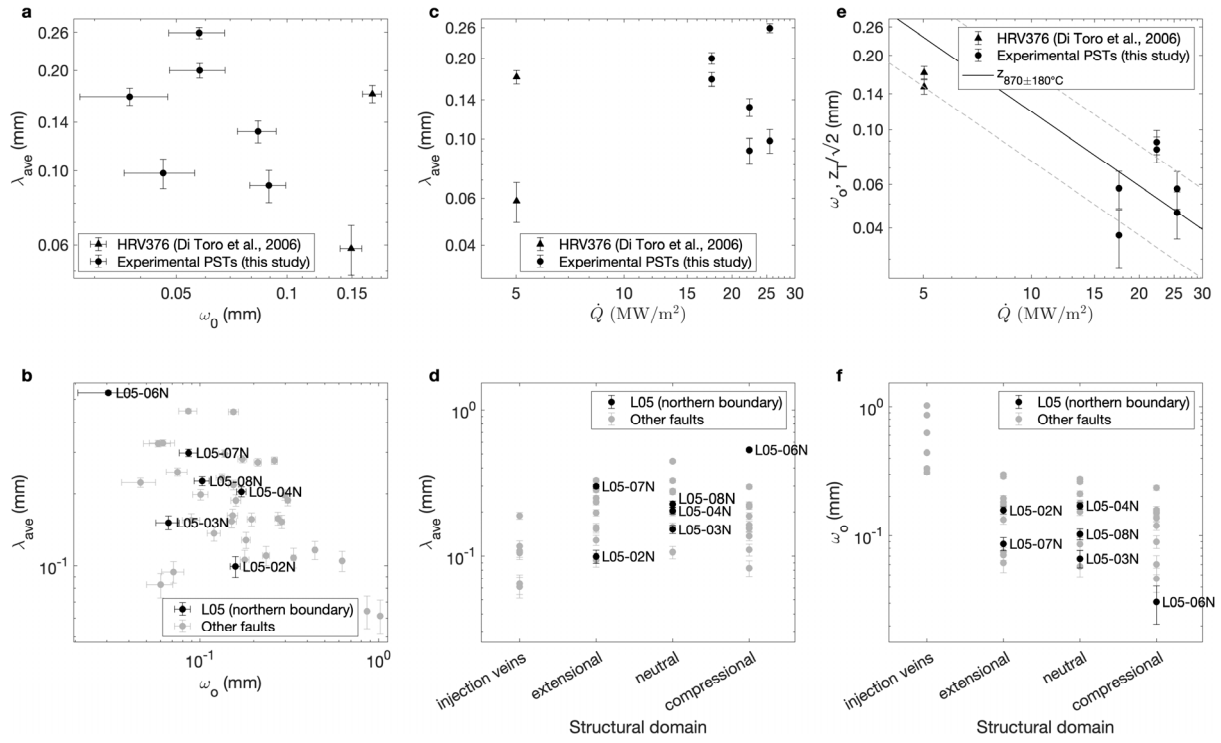 a
0.26
0.20
0.14
0.10
0.06
λave (mm)
HRV376 (Di Toro et al., 2006)
Experimental PSTs (this study)
0.05
0.1
0.15
ω0 (mm)
c
0.26
0.20
0.14
0.10
0.06
0.04
λave (mm)
HRV376 (Di Toro et al., 2006)
Experimental PSTs (this study)
5
10
15
20
25
30
Q̇ (MW/m²)
e
0.26
0.20
0.14
0.10
0.06
0.04
ωo, zT/√2 (mm)
HRV376 (Di Toro et al., 2006)
Experimental PSTs (this study)
z870±180°C
5
10
15
20
25
30
Q̇ (MW/m²)
b
10⁻¹
λave (mm)
L05-06N
L05-07N
L05-08N
L05-04N
L05-03N
L05-02N
L05 (northern boundary)
Other faults
10⁻¹
10⁰
ωo (mm)
d
10⁰
10⁻¹
λave (mm)
L05 (northern boundary)
Other faults
L05-06N
L05-07N
L05-08N
L05-04N
L05-03N
L05-02N
injection veins
extensional
neutral
compressional
Structural domain
f
10⁰
10⁻¹
ωo (mm)
L05 (northern boundary)
Other faults
L05-02N
L05-04N
L05-07N
L05-08N
L05-03N
L05-06N
injection veins
extensional
neutral
compressional
Structural domain